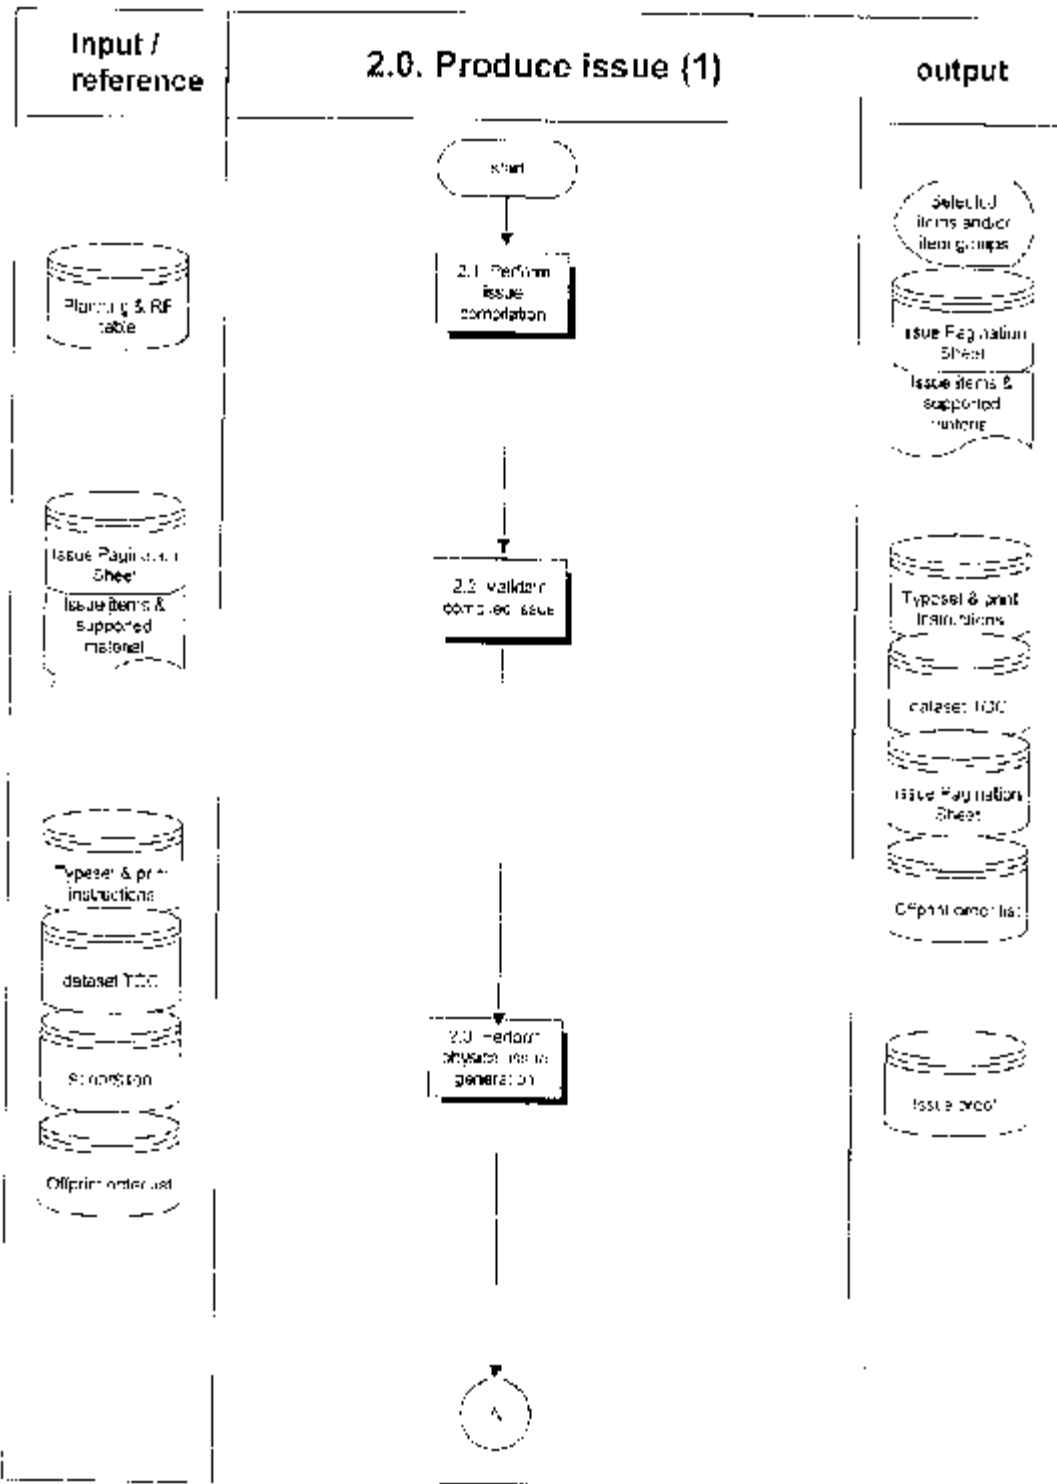 Input /
reference
2.0. Produce issue (1)
output
start
Selected
items and/or
item groups
2.1. Perform
issue
compilation
Planning & RP
table
Issue Pagination
Sheet
Issue items &
supported
material
Issue Pagination
Sheet
Issue items &
supported
material
2.2. Validate
compiled issue
Typeset & print
instructions
dataset TOC
Issue Pagination
Sheet
Offprint order list
Typeset & print
instructions
dataset TOC
Offprint order list
2.3. Perform
physical issue
generation
Issue proof
A